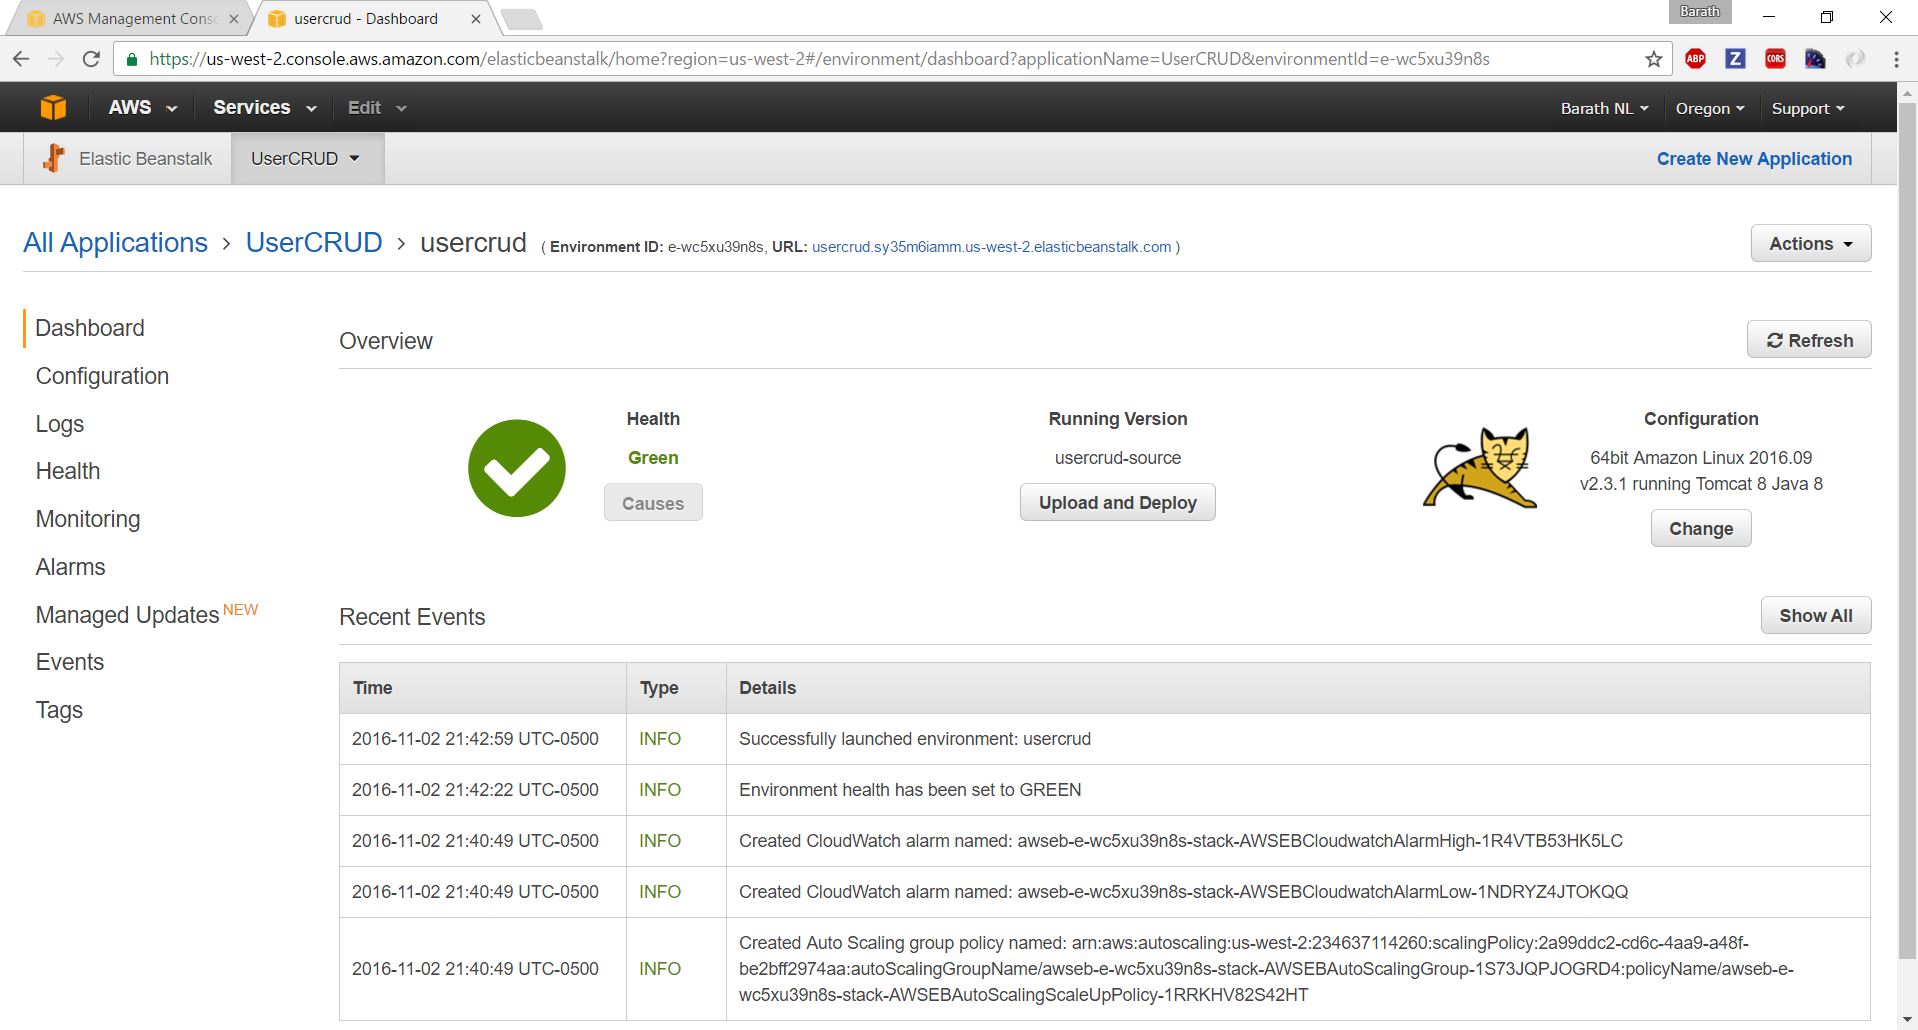 AWS Management Cons
usercrud - Dashboard
Barath
https://us-west-2.console.aws.amazon.com/elasticbeanstalk/home?region=us-west-2#/environment/dashboard?applicationName=UserCRUD&environmentId=e-wc5xu39n8s
ABP
Z
CORS
AWS
Services
Edit
Barath NL
Oregon
Support
Elastic Beanstalk
UserCRUD
Create New Application
All Applications > UserCRUD > usercrud ( Environment ID: e-wc5xu39n8s, URL: usercrud.sy35m6iamm.us-west-2.elasticbeanstalk.com )
Actions
Dashboard
Configuration
Logs
Health
Monitoring
Alarms
Managed Updates NEW
Events
Tags
Overview
Refresh
Health
Green
Causes
Running Version
usercrud-source
Upload and Deploy
Configuration
64bit Amazon Linux 2016.09
v2.3.1 running Tomcat 8 Java 8
Change
Recent Events
Show All
Time Type Details
2016-11-02 21:42:59 UTC-0500 INFO Successfully launched environment: usercrud
2016-11-02 21:42:22 UTC-0500 INFO Environment health has been set to GREEN
2016-11-02 21:40:49 UTC-0500 INFO Created CloudWatch alarm named: awseb-e-wc5xu39n8s-stack-AWSEBCloudwatchAlarmHigh-1R4VTB53HK5LC
2016-11-02 21:40:49 UTC-0500 INFO Created CloudWatch alarm named: awseb-e-wc5xu39n8s-stack-AWSEBCloudwatchAlarmLow-1NDRYZ4JTOKQQ
2016-11-02 21:40:49 UTC-0500 INFO Created Auto Scaling group policy named: arn:aws:autoscaling:us-west-2:234637114260:scalingPolicy:2a99ddc2-cd6c-4aa9-a48f-
be2bff2974aa:autoScalingGroupName/awseb-e-wc5xu39n8s-stack-AWSEBAutoScalingGroup-1S73JQPJOGRD4:policyName/awseb-e-
wc5xu39n8s-stack-AWSEBAutoScalingScaleUpPolicy-1RRKHV82S42HT